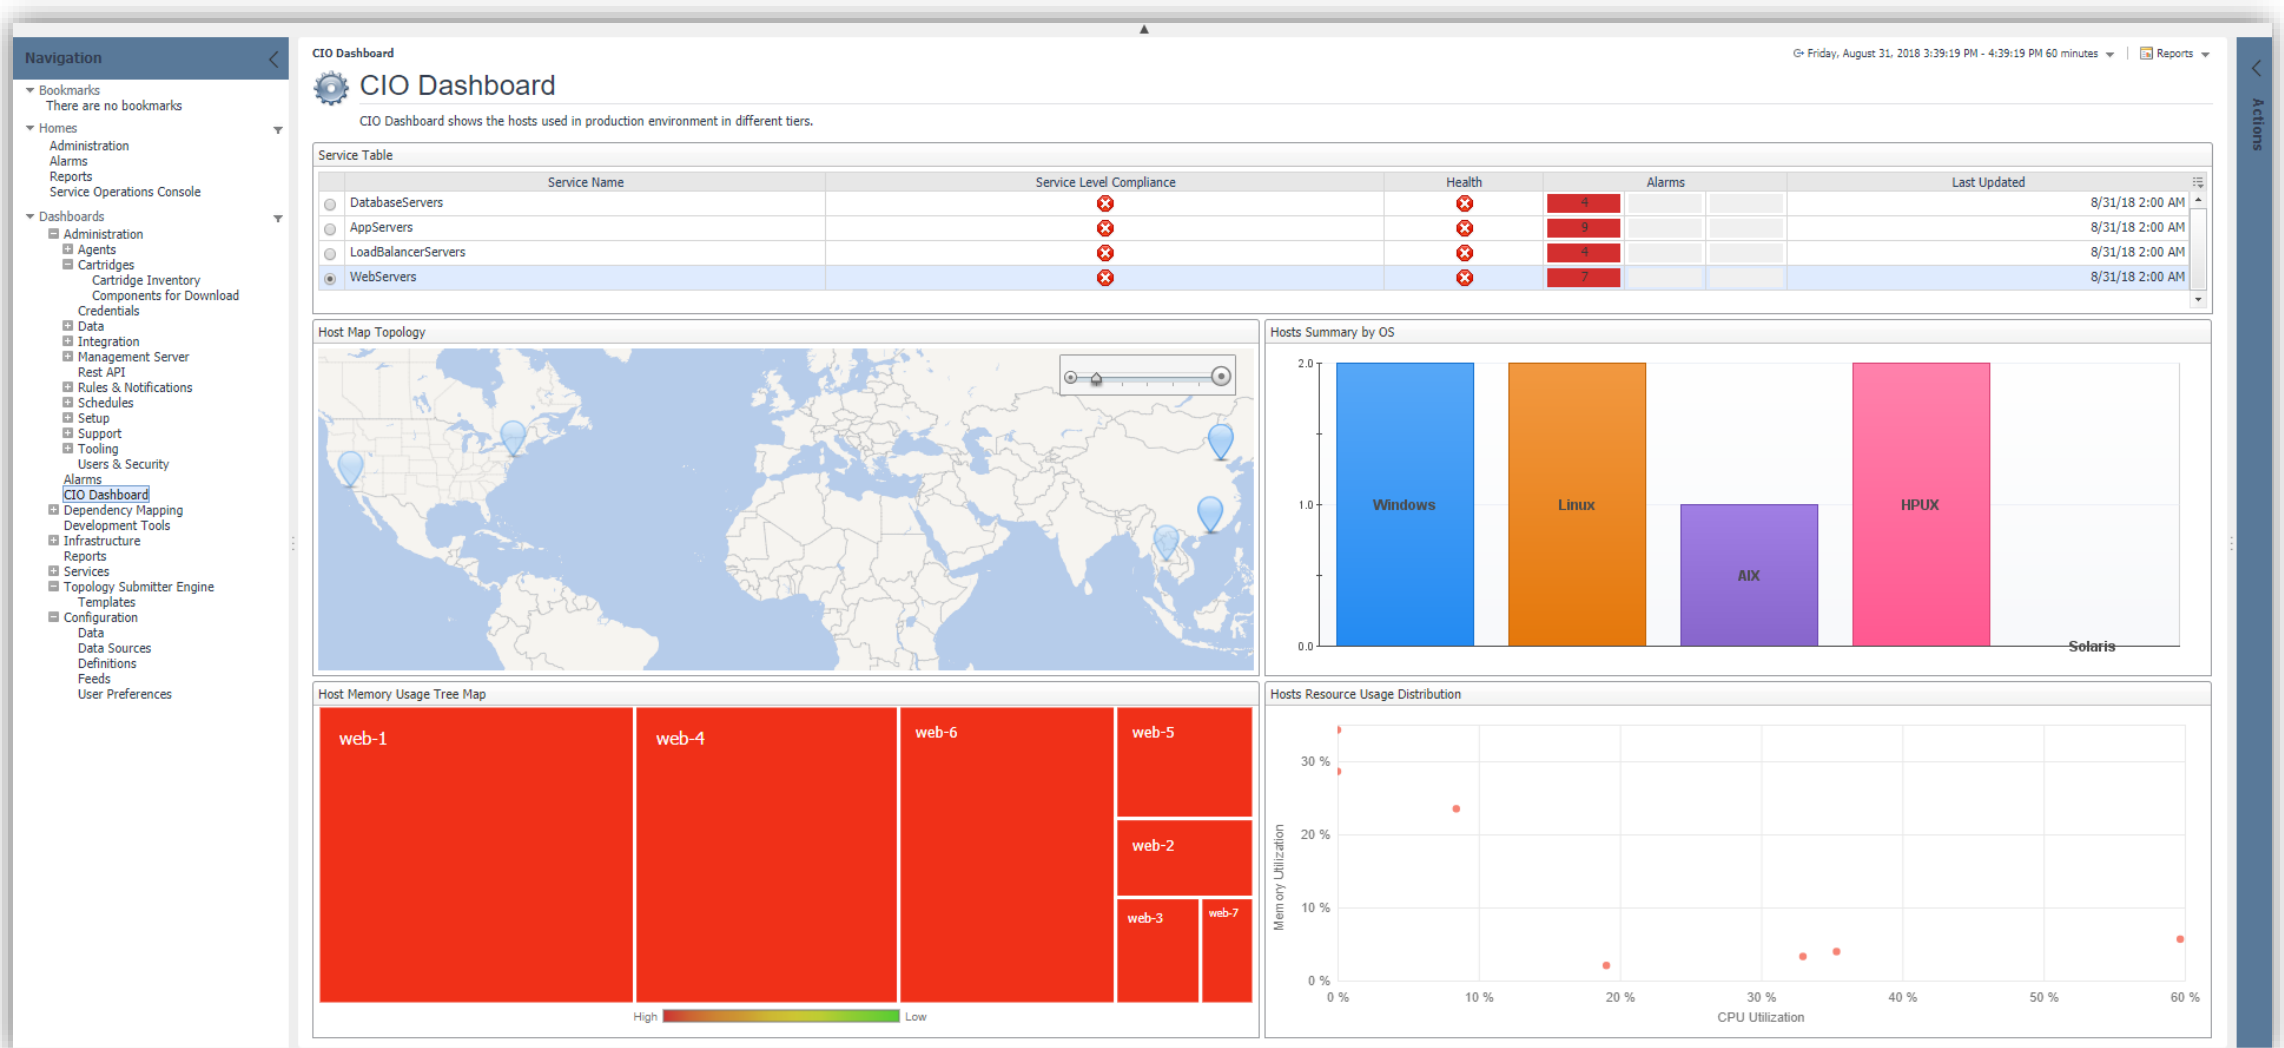 Navigation
Bookmarks
There are no bookmarks
Homes
Administration
Alarms
Reports
Service Operations Console
Dashboards
Administration
Agents
Cartridges
Cartridge Inventory
Components for Download
Credentials
Data
Integration
Management Server
Rest API
Rules & Notifications
Schedules
Setup
Support
Tooling
Users & Security
Alarms
CIO Dashboard
Dependency Mapping
Development Tools
Infrastructure
Reports
Services
Topology Submitter Engine
Templates
Configuration
Data
Data Sources
Definitions
Feeds
User Preferences
CIO Dashboard
Friday, August 31, 2018 3:39:19 PM - 4:39:19 PM 60 minutes
Reports
CIO Dashboard
CIO Dashboard shows the hosts used in production environment in different tiers.
Service Table
Service Name Service Level Compliance Health Alarms Last Updated
DatabaseServers 4 8/31/18 2:00 AM
AppServers 9 8/31/18 2:00 AM
LoadBalancerServers 4 8/31/18 2:00 AM
WebServers 7 8/31/18 2:00 AM
Host Map Topology
Hosts Summary by OS
2.0
1.0
0.0
Windows
Linux
AIX
HPUX
Solaris
Host Memory Usage Tree Map
web-1
web-4
web-6
web-5
web-2
web-3
web-7
High
Low
Hosts Resource Usage Distribution
Memory Utilization
30 %
20 %
10 %
0 %
0 % 10 % 20 % 30 % 40 % 50 % 60 %
CPU Utilization
Actions